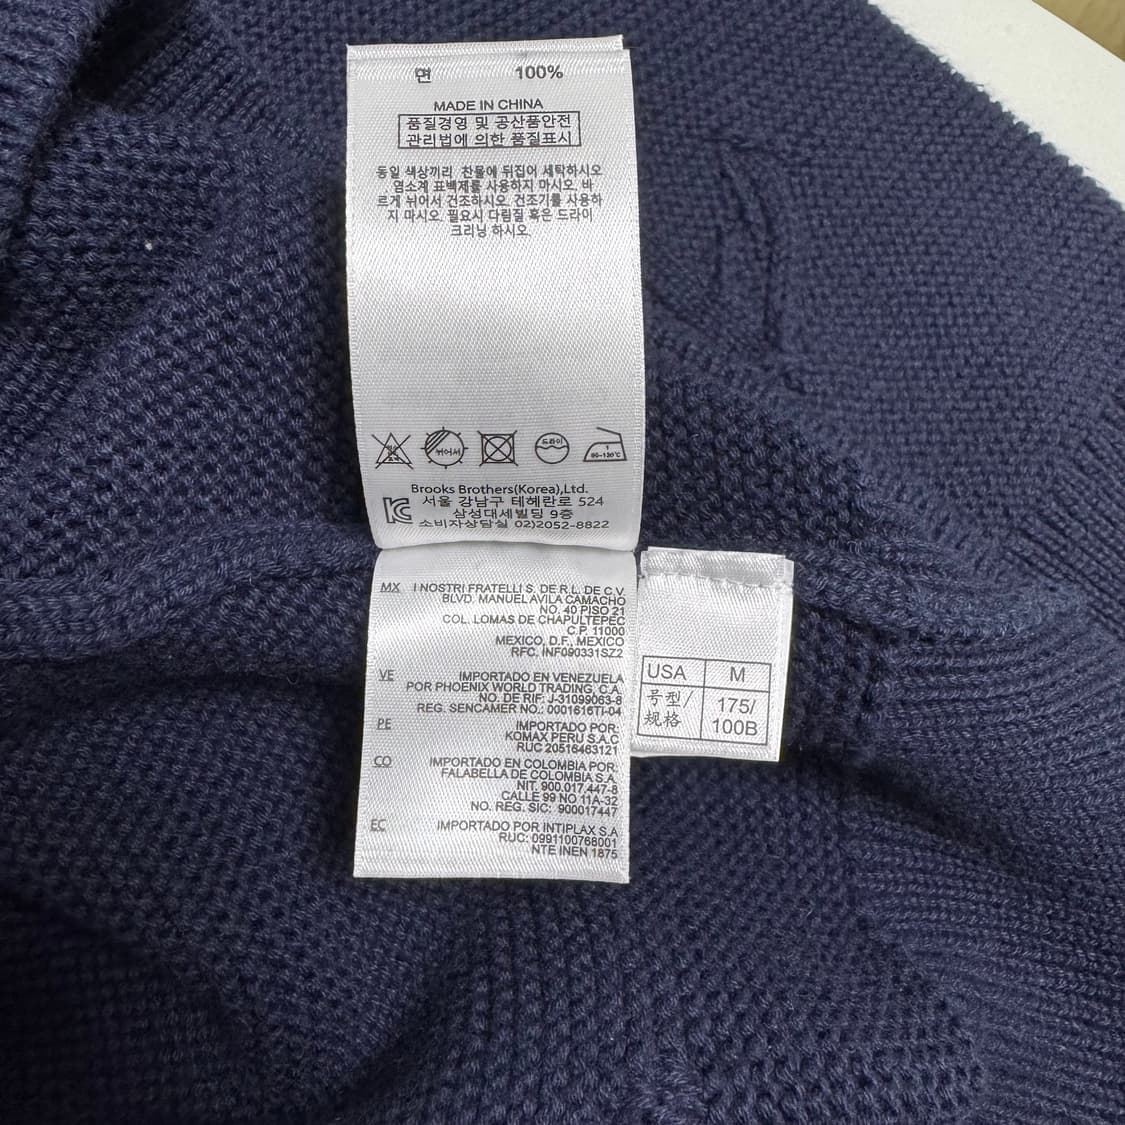 면 100%
MADE IN CHINA
품질경영 및 공산품안전
관리법에 의한 품질표시
동일 색상끼리 찬물에 뒤집어 세탁하시오
염소계 표백제를 사용하지 마시오. 바
르게 뉘어서 건조하시오. 건조기를 사용하
지 마시오. 필요시 다림질 혹은 드라이
크리닝 하시오.
뉘어서
드라이
1
80~120℃
Brooks Brothers(Korea),Ltd.
서울 강남구 테헤란로 524
삼성대세빌딩 9층
소비자상담실 02)2052-8822
MX I NOSTRI FRATELLI S. DE R.L. DE C.V.
BLVD. MANUEL AVILA CAMACHO
NO. 40 PISO 21
COL. LOMAS DE CHAPULTEPEC
C.P. 11000
MEXICO, D.F., MEXICO
RFC. INF090331SZ2
VE IMPORTADO EN VENEZUELA
POR PHOENIX WORLD TRADING, C.A.
NO. DE RIF: J-31099063-8
REG. SENCAMER NO.: 0001616TI-04
PE IMPORTADO POR:
KOMAX PERU S.A.C
RUC 20516463121
CO IMPORTADO EN COLOMBIA POR:
FALABELLA DE COLOMBIA S.A.
NIT. 900.017.447-8
CALLE 99 NO 11A-32
NO. REG. SIC: 900017447
EC IMPORTADO POR INTIPLAX S.A
RUC: 0991100768001
NTE INEN 1875
USA M
号型/ 175/
规格 100B